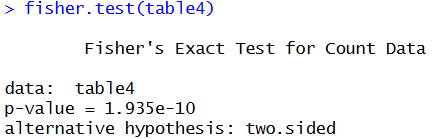 > fisher.test(table4)
Fisher's Exact Test for Count Data
data:  table4
p-value = 1.935e-10
alternative hypothesis: two.sided